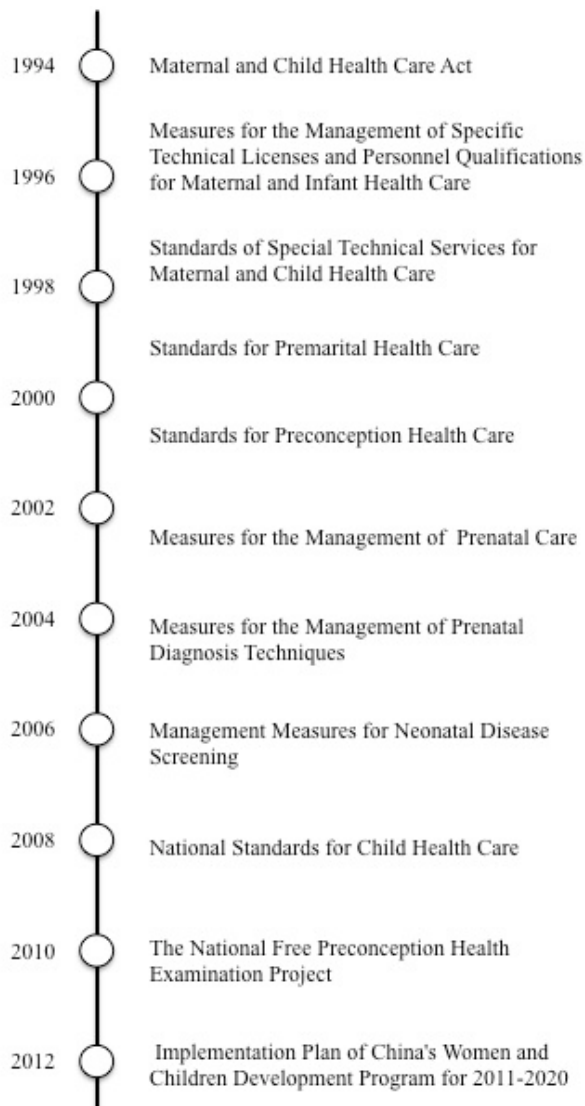 1994 Maternal and Child Health Care Act
Measures for the Management of Specific
Technical Licenses and Personnel Qualifications
1996 for Maternal and Infant Health Care
Standards of Special Technical Services for
Maternal and Child Health Care
1998
Standards for Premarital Health Care
2000
Standards for Preconception Health Care
2002
Measures for the Management of Prenatal Care
2004
Measures for the Management of Prenatal
Diagnosis Techniques
2006 Management Measures for Neonatal Disease
Screening
2008
National Standards for Child Health Care
2010 The National Free Preconception Health
Examination Project
2012 Implementation Plan of China's Women and
Children Development Program for 2011-2020